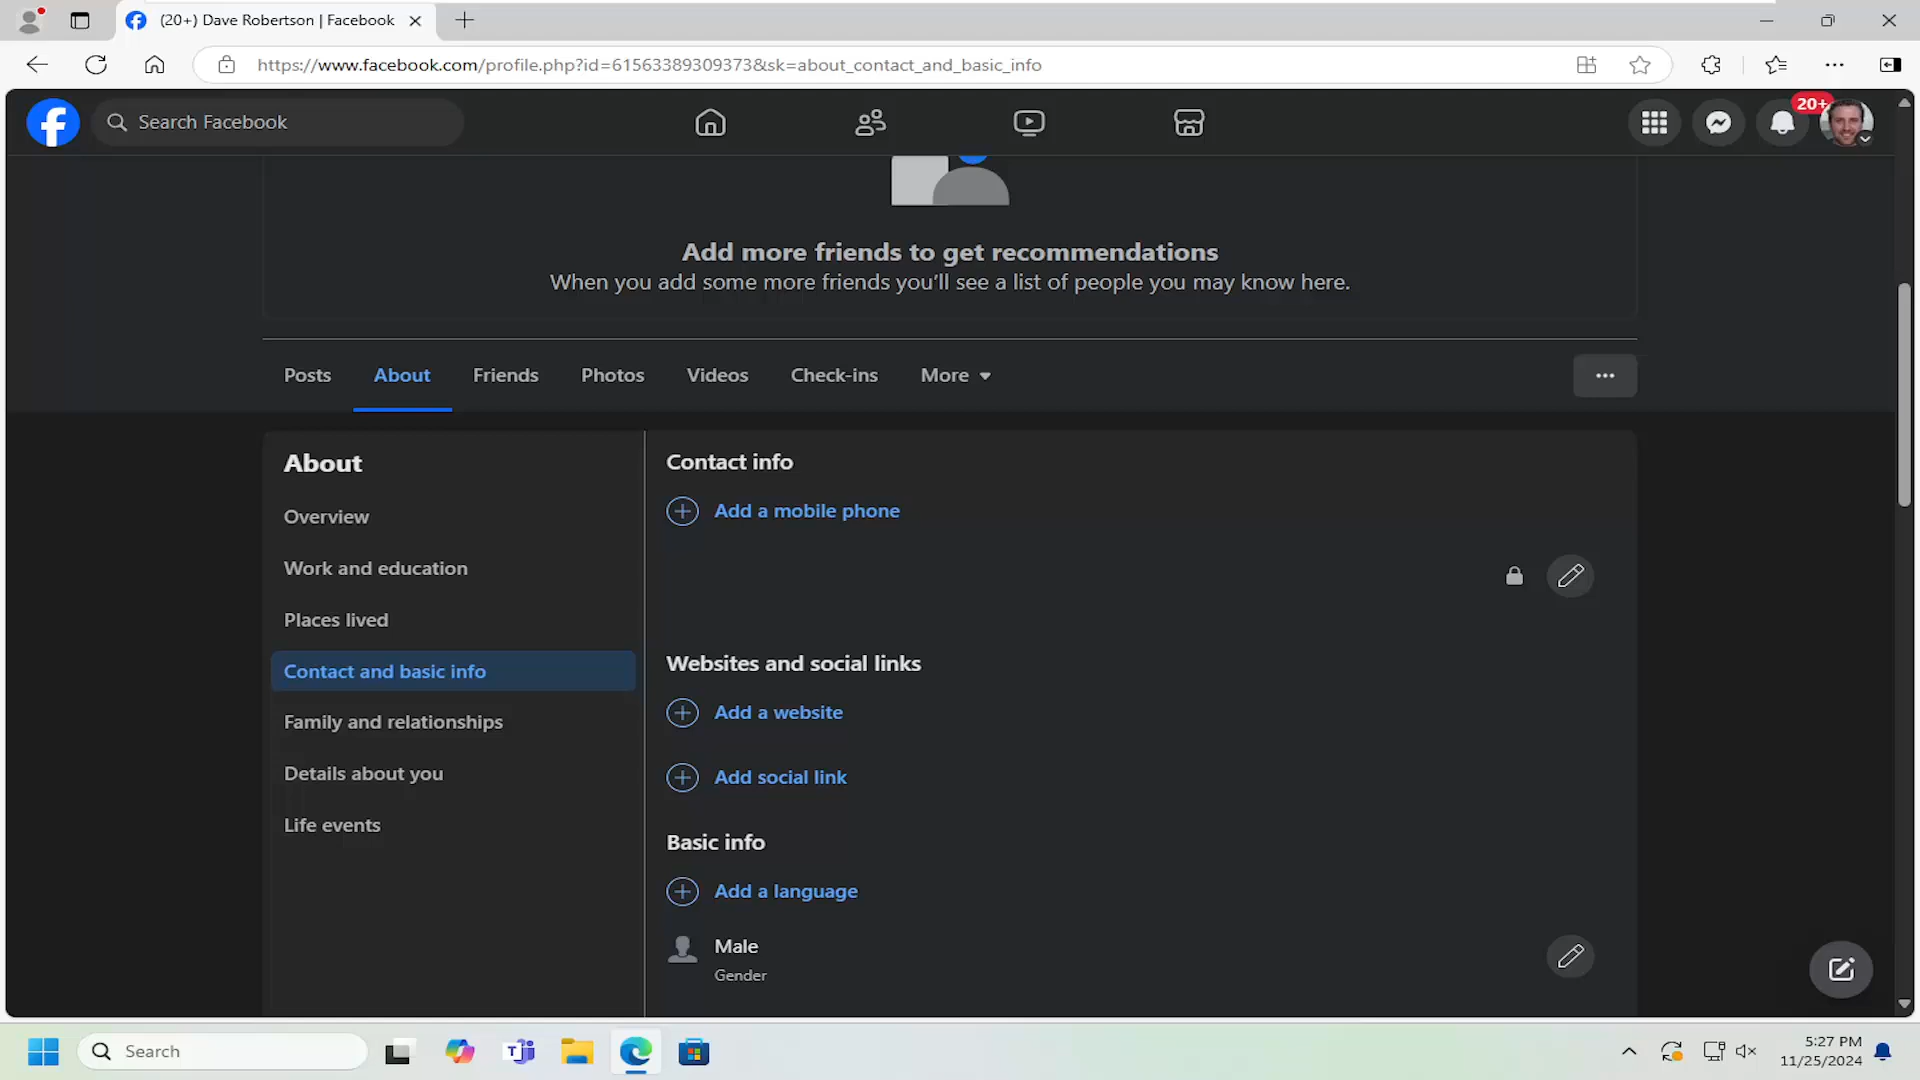 (20+) Dave Robertson | Facebook
https://www.facebook.com/profile.php?id=61563389309373&sk=about_contact_and_basic_info
Search Facebook
20+
Add more friends to get recommendations
When you add some more friends you'll see a list of people you may know here.
Posts
About
Friends
Photos
Videos
Check-ins
More
About
Overview
Work and education
Places lived
Contact and basic info
Family and relationships
Details about you
Life events
Contact info
Add a mobile phone
Websites and social links
Add a website
Add social link
Basic info
Add a language
Male
Gender
Search
5:27 PM
11/25/2024